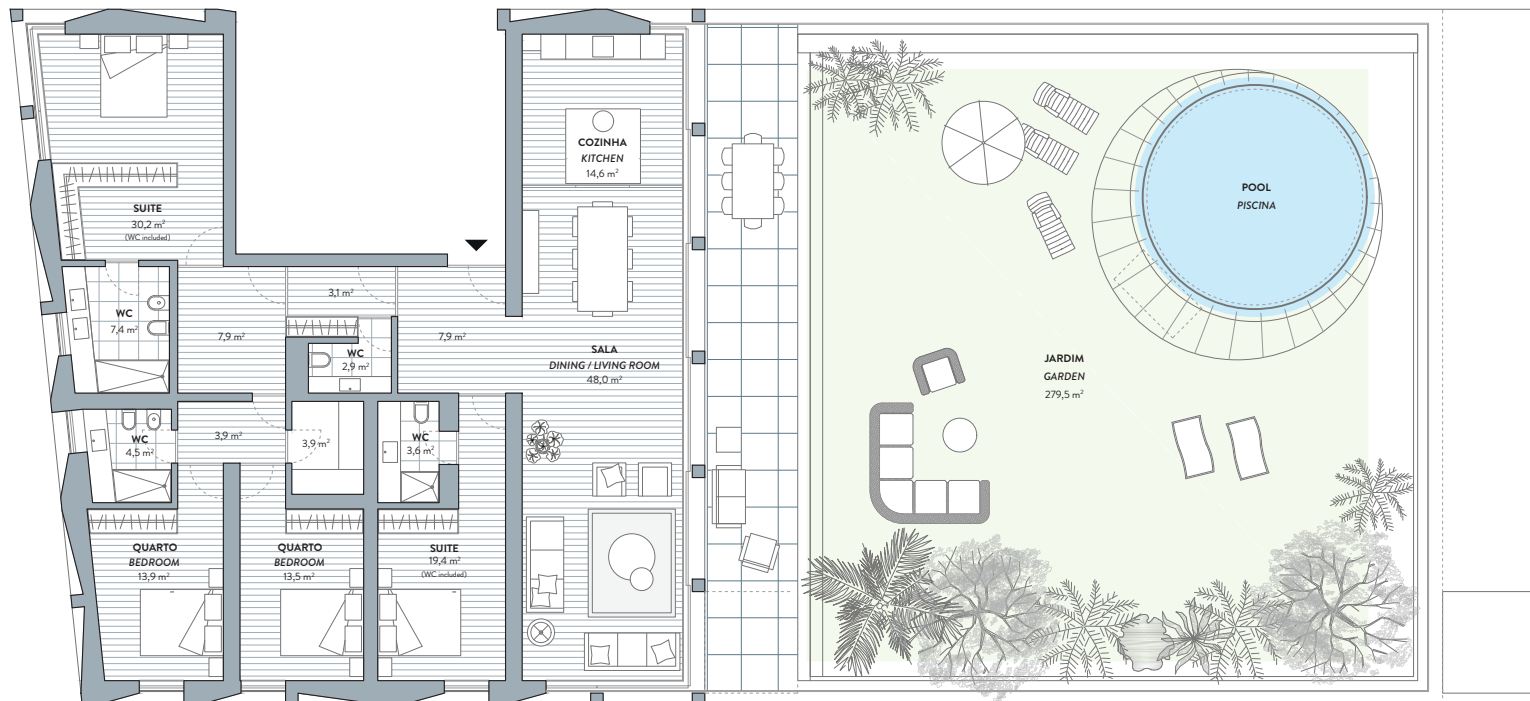 COZINHA
KITCHEN
14,6 m²
SUITE
30,2 m²
(WC included)
POOL
PISCINA
WC
7,4 m²
3,1 m²
7,9 m²
WC
2,9 m²
7,9 m²
SALA
DINING / LIVING ROOM
48,0 m²
JARDIM
GARDEN
279,5 m²
WC
4,5 m²
3,9 m²
3,9 m²
WC
3,6 m²
QUARTO
BEDROOM
13,9 m²
QUARTO
BEDROOM
13,5 m²
SUITE
19,4 m²
(WC included)